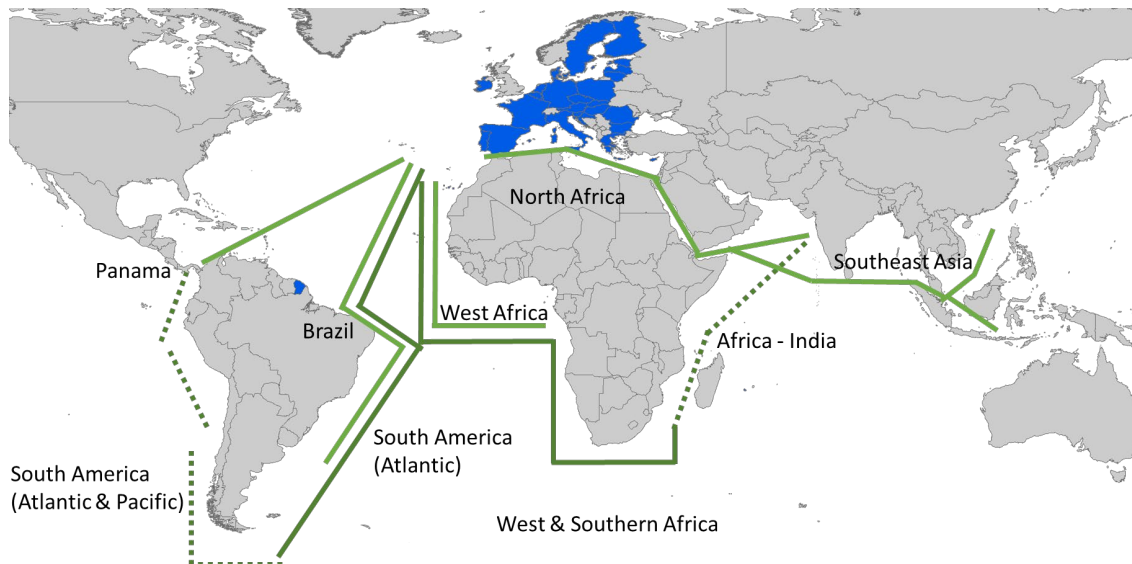 North Africa
Panama
Southeast Asia
West Africa
Brazil
Africa - India
South America
(Atlantic)
South America
(Atlantic & Pacific)
West & Southern Africa